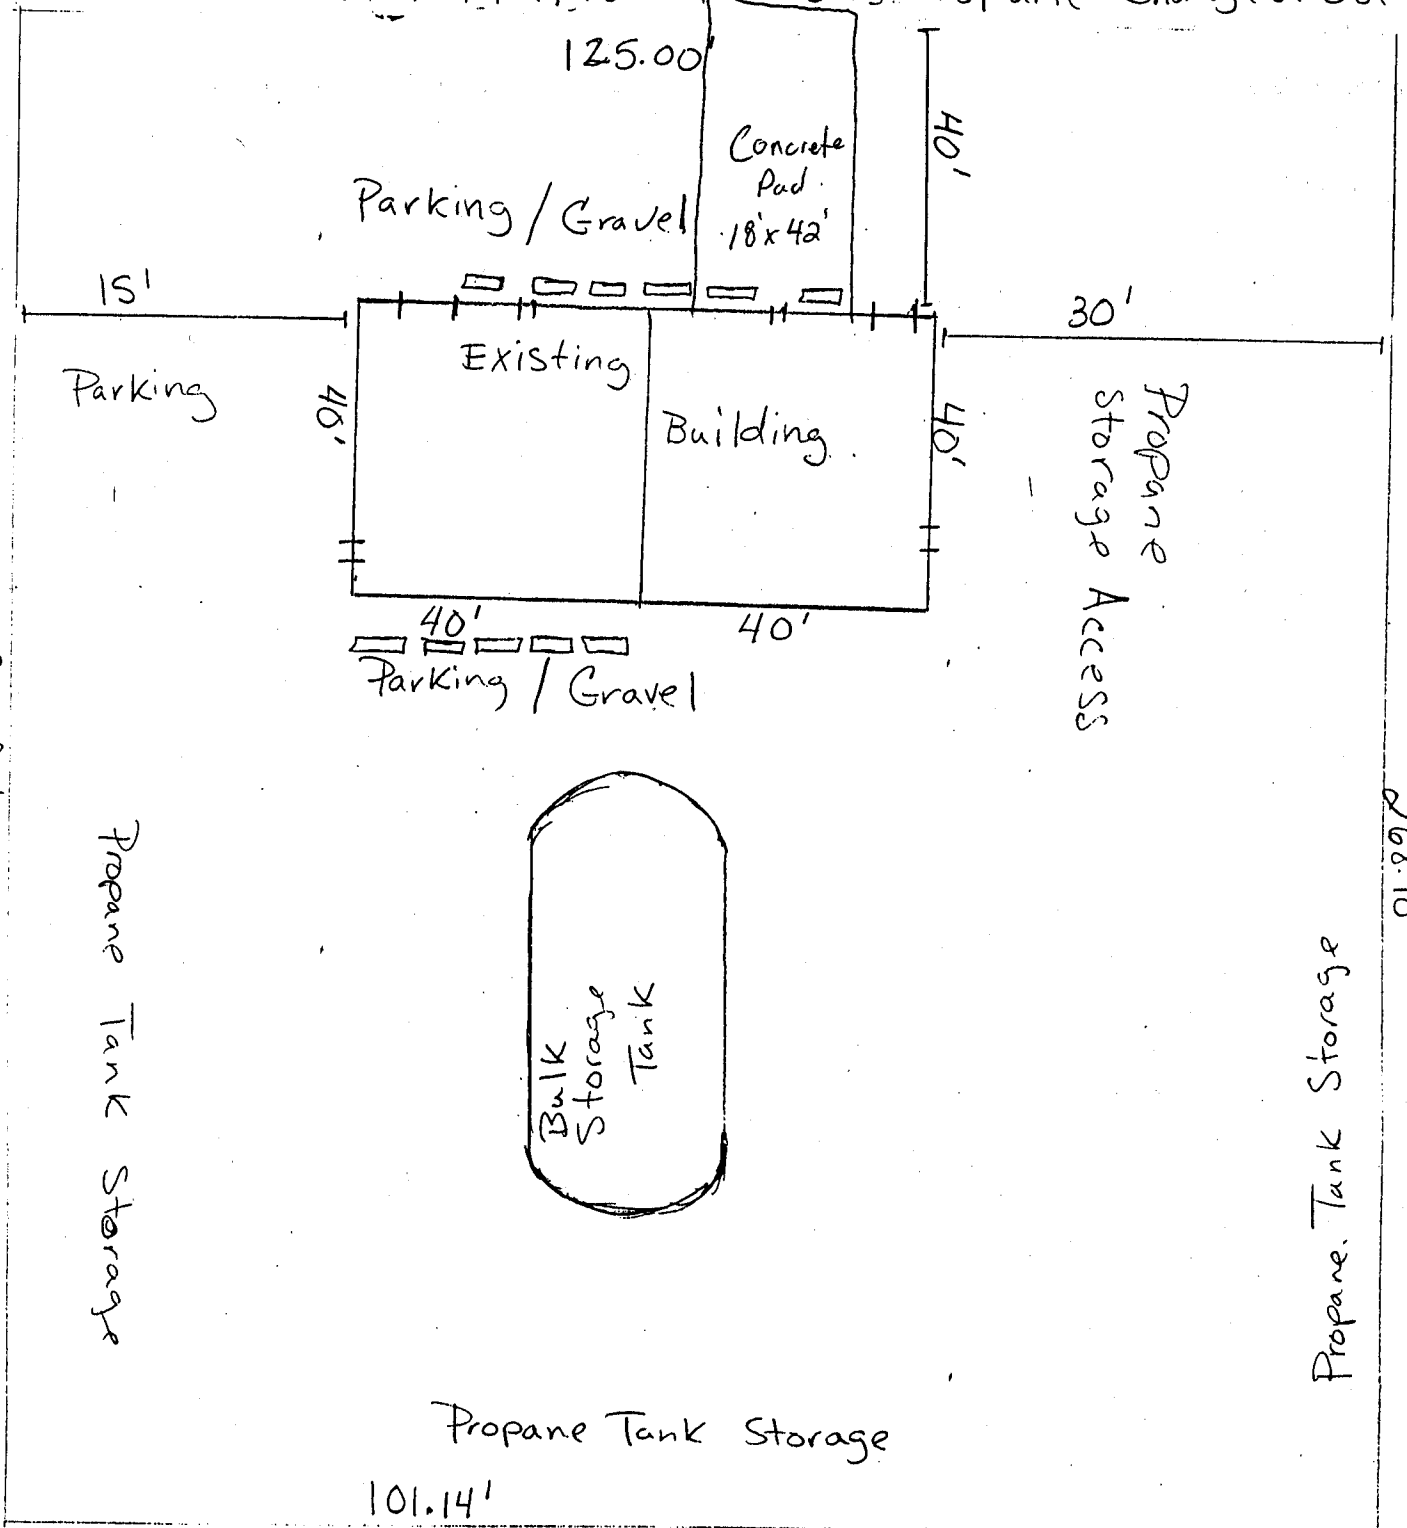 125.00'
40'
Concrete
Pad
18'x42'
Parking / Gravel
15'
30'
Parking
Existing
Building
40'
40'
Propane
Storage Access
40'
40'
Parking / Gravel
Propane Tank Storage
Bulk
Storage
Tank
Propane Tank Storage
Propane Tank Storage
101.14'